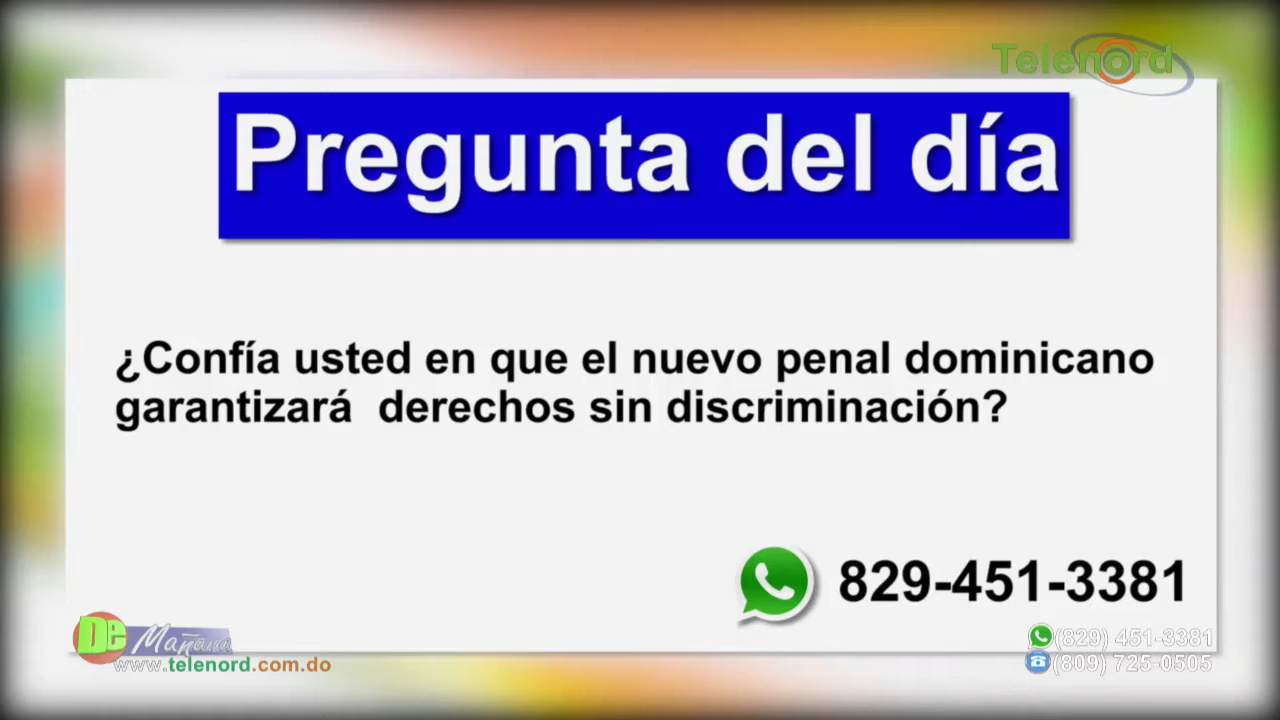 Telenord
Pregunta del día
¿Confía usted en que el nuevo penal dominicano
garantizará  derechos sin discriminación?
829-451-3381
De Mañana
www.telenord.com.do
(829) 451-3381
(809) 725-0505